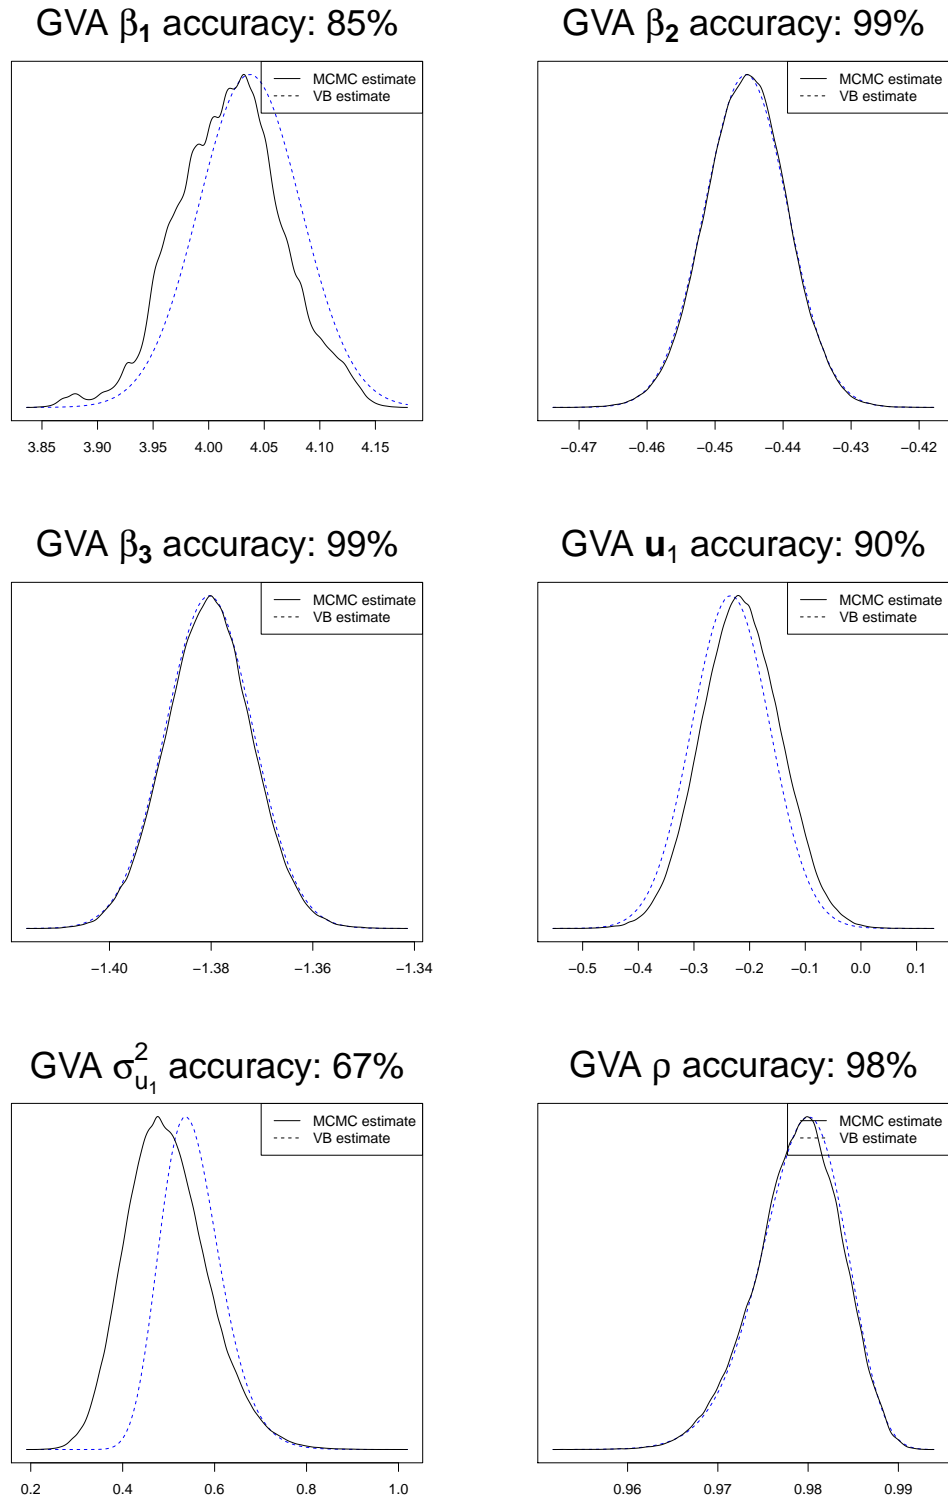 GVA β1 accuracy: 85%
MCMC estimate
VB estimate
3.85 3.90 3.95 4.00 4.05 4.10 4.15
GVA β2 accuracy: 99%
MCMC estimate
VB estimate
−0.47 −0.46 −0.45 −0.44 −0.43 −0.42
GVA β3 accuracy: 99%
MCMC estimate
VB estimate
−1.40 −1.38 −1.36 −1.34
GVA u1 accuracy: 90%
MCMC estimate
VB estimate
−0.5 −0.4 −0.3 −0.2 −0.1 0.0 0.1
GVA σ²u1 accuracy: 67%
MCMC estimate
VB estimate
0.2 0.4 0.6 0.8 1.0
GVA ρ accuracy: 98%
MCMC estimate
VB estimate
0.96 0.97 0.98 0.99